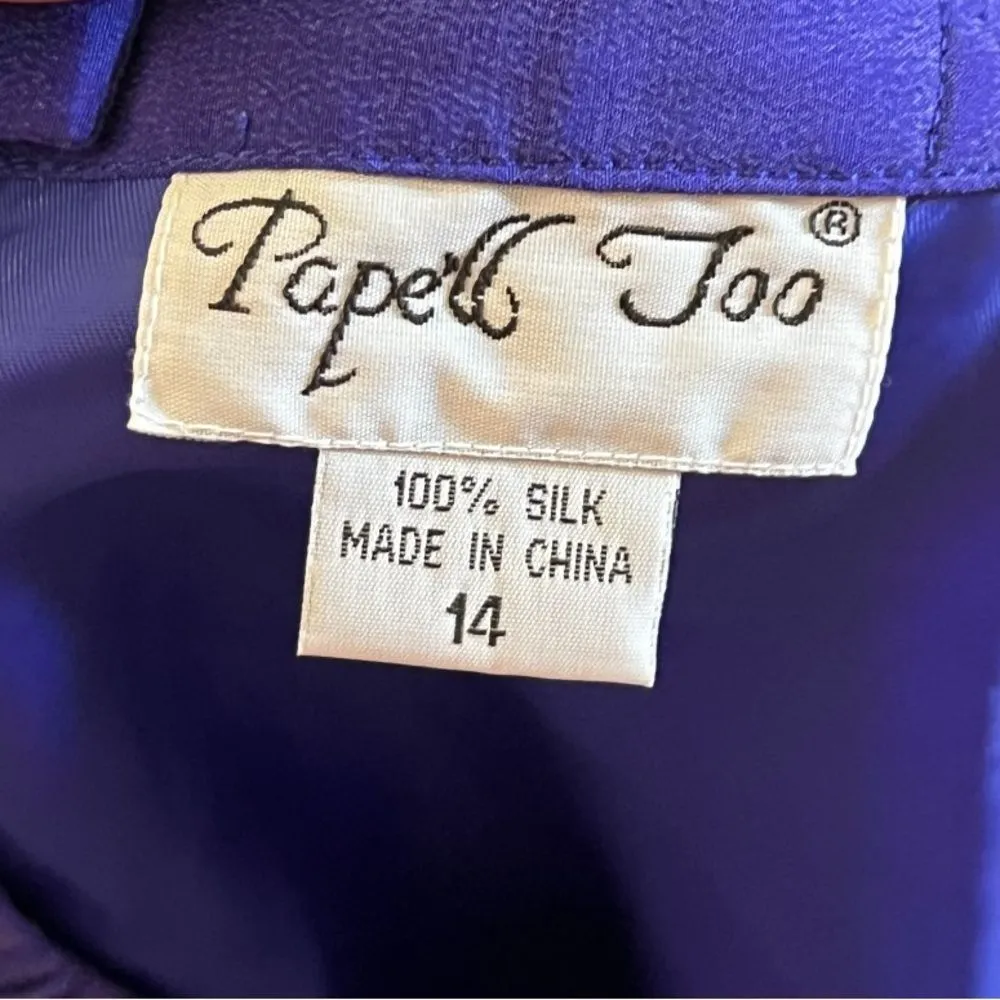 Papell Too ®
100% SILK
MADE IN CHINA
14